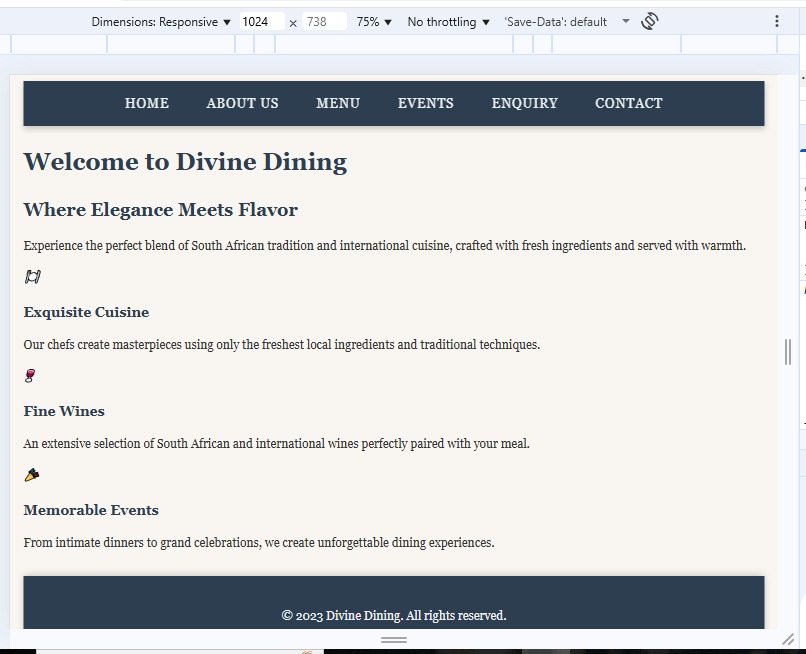 Dimensions: Responsive 1024 × 738 75% No throttling 'Save-Data': default
HOME ABOUT US MENU EVENTS ENQUIRY CONTACT
Welcome to Divine Dining
Where Elegance Meets Flavor
Experience the perfect blend of South African tradition and international cuisine, crafted with fresh ingredients and served with warmth.
Exquisite Cuisine
Our chefs create masterpieces using only the freshest local ingredients and traditional techniques.
Fine Wines
An extensive selection of South African and international wines perfectly paired with your meal.
Memorable Events
From intimate dinners to grand celebrations, we create unforgettable dining experiences.
© 2023 Divine Dining. All rights reserved.